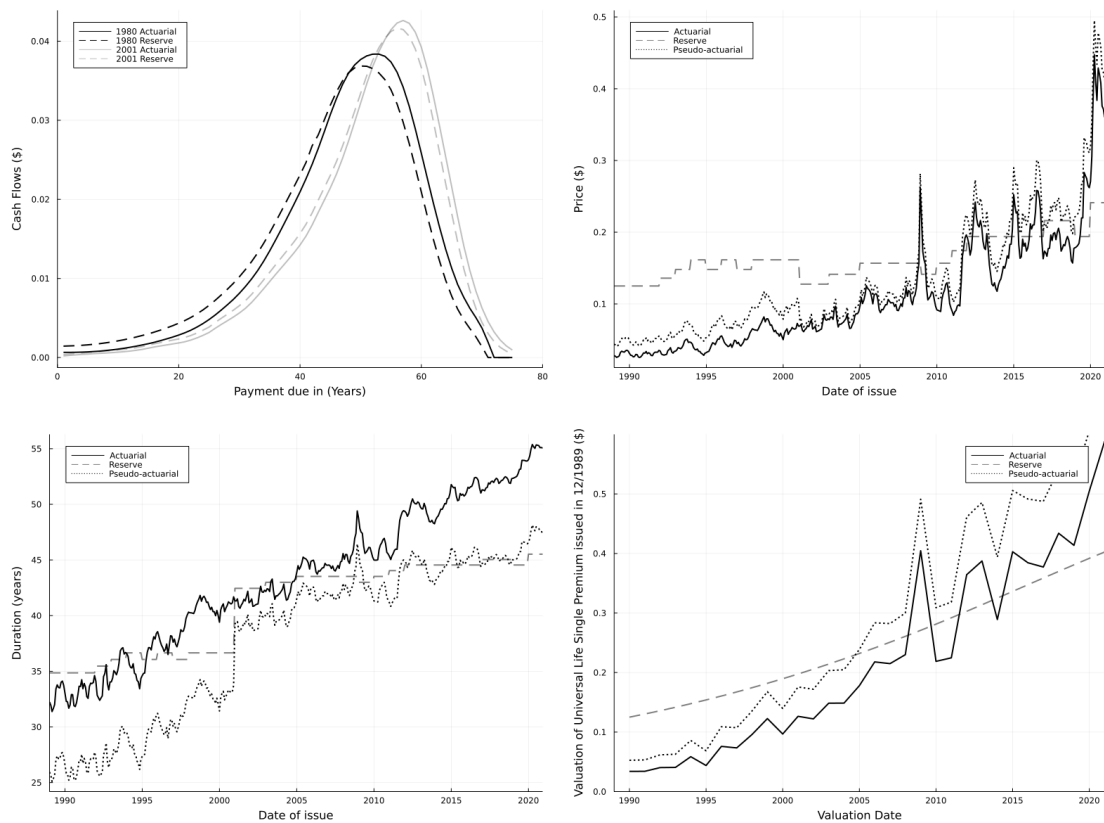 1980 Actuarial
1980 Reserve
2001 Actuarial
2001 Reserve
0.04
0.03
0.02
0.01
0.00
0 20 40 60 80
Cash Flows ($)
Payment due in (Years)
Actuarial
Reserve
Pseudo-actuarial
0.5
0.4
0.3
0.2
0.1
1990 1995 2000 2005 2010 2015 2020
Price ($)
Date of issue
Actuarial
Reserve
Pseudo-actuarial
55
50
45
40
35
30
25
1990 1995 2000 2005 2010 2015 2020
Duration (years)
Date of issue
Actuarial
Reserve
Pseudo-actuarial
0.5
0.4
0.3
0.2
0.1
0.0
1990 1995 2000 2005 2010 2015 2020
Valuation of Universal Life Single Premium issued in 12/1989 ($)
Valuation Date